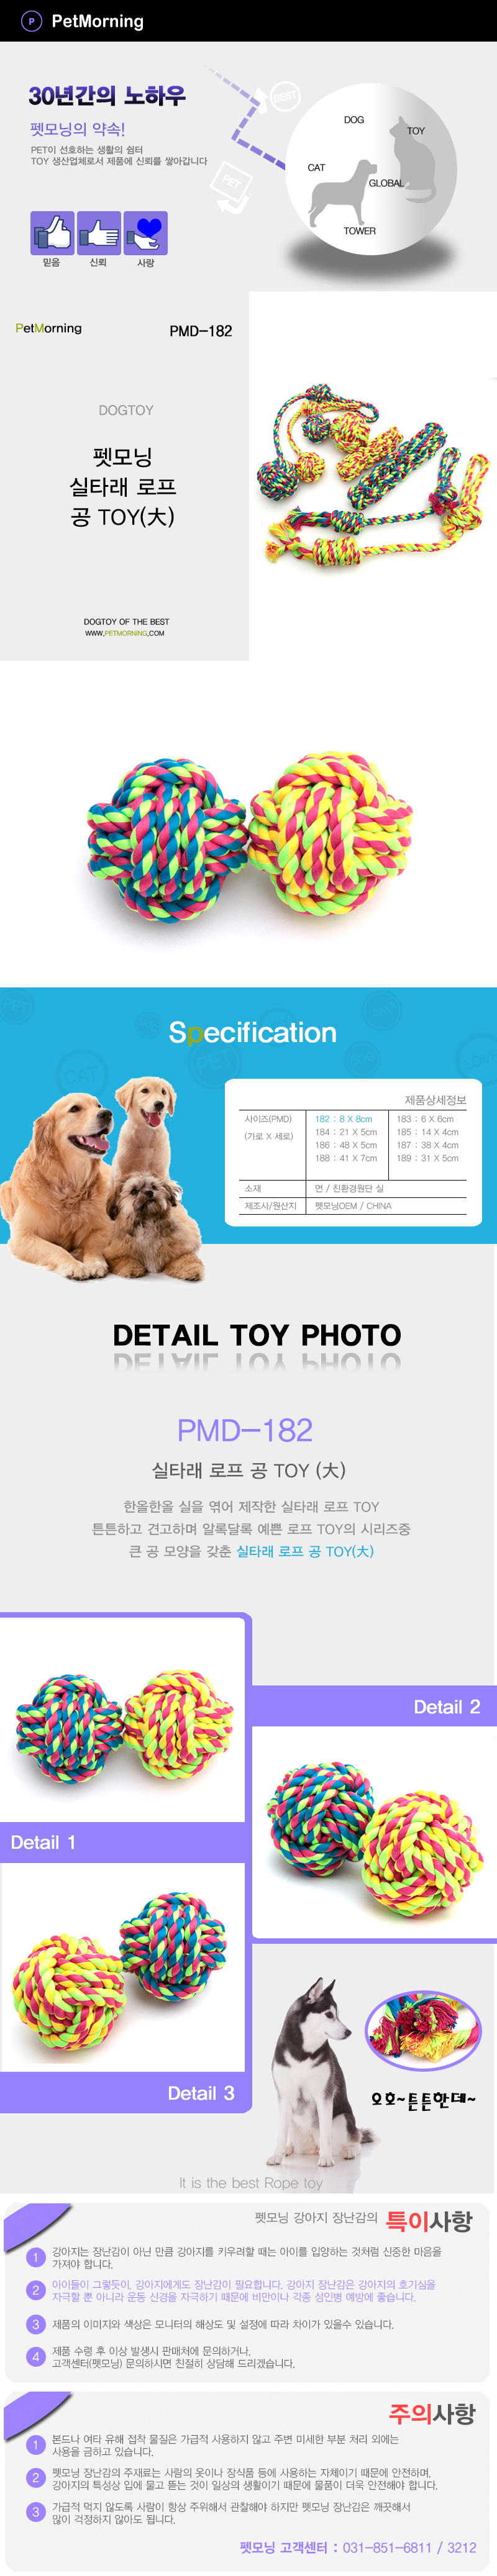 P PetMorning
30년간의 노하우
펫모닝의 약속!
PET이 선호하는 생활의 쉼터
TOY 생산업체로서 제품에 신뢰를 쌓아갑니다
BEST
PET
DOG
TOY
CAT
GLOBAL
TOWER
믿음 신뢰 사랑
PetMorning
PMD-182
DOGTOY
펫모닝
실타래 로프
공 TOY(大)
DOGTOY OF THE BEST
WWW.PETMORNING.COM
Specification
CAT
PET
제품상세정보
사이즈(PMD) 182 : 8 X 8cm 183 : 6 X 6cm
(가로 X 세로) 184 : 21 X 5cm 185 : 14 X 4cm
186 : 48 X 5cm 187 : 38 X 4cm
188 : 41 X 7cm 189 : 31 X 5cm
소재 면 / 친환경원단 실
제조사/원산지 펫모닝OEM / CHINA
DETAIL TOY PHOTO
PMD-182
실타래 로프 공 TOY (大)
한올한올 실을 엮어 제작한 실타래 로프 TOY
튼튼하고 견고하며 알록달록 예쁜 로프 TOY의 시리즈중
큰 공 모양을 갖춘 실타래 로프 공 TOY(大)
Detail 2
Detail 1
Detail 3
오호~튼튼한데~
It is the best Rope toy
펫모닝 강아지 장난감의 특이사항
1 강아지는 장난감이 아닌 만큼 강아지를 키우려할 때는 아이를 입양하는 것처럼 신중한 마음을
가져야 합니다.
2 아이들이 그렇듯이, 강아지에게도 장난감이 필요합니다. 강아지 장난감은 강아지의 호기심을
자극할 뿐 아니라 운동 신경을 자극하기 때문에 비만이나 각종 성인병 예방에 좋습니다.
3 제품의 이미지와 색상은 모니터의 해상도 및 설정에 따라 차이가 있을수 있습니다.
4 제품 수령 후 이상 발생시 판매처에 문의하거나,
고객센터(펫모닝) 문의하시면 친절히 상담해 드리겠습니다.
주의사항
1 본드나 여타 유해 접착 물질은 가급적 사용하지 않고 주변 미세한 부분 처리 외에는
사용을 금하고 있습니다.
2 펫모닝 장난감의 주재료는 사람의 옷이나 장식품 등에 사용하는 자체이기 때문에 안전하며,
강아지의 특성상 입에 물고 뜯는 것이 일상의 생활이기 때문에 물품이 더욱 안전해야 합니다.
3 가급적 먹지 않도록 사람이 항상 주위해서 관찰해야 하지만 펫모닝 장난감은 깨끗해서
많이 걱정하지 않아도 됩니다.
펫모닝 고객센터 : 031-851-6811 / 3212